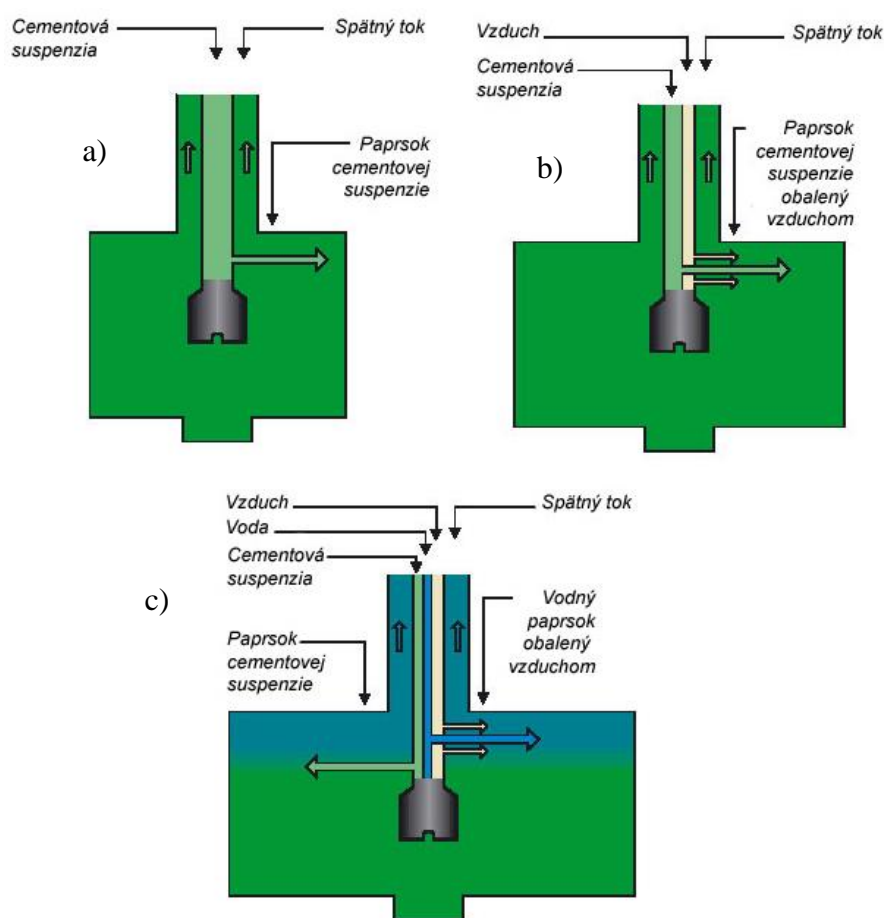 Cementová
suspenzia
Spätný tok
a)
Paprsok
cementovej
suspenzie
Vzduch
Spätný tok
Cementová
suspenzia
b)
Paprsok
cementovej
suspenzie
obalený
vzduchom
Vzduch
Spätný tok
Voda
Cementová
suspenzia
c)
Paprsok
cementovej
suspenzie
Vodný
paprsok
obalený
vzduchom